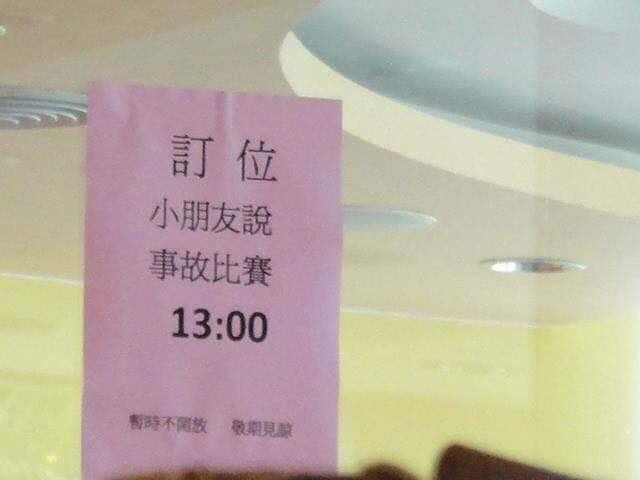 訂位
小朋友說
事故比賽
13:00
暫時不開放 敬期見諒